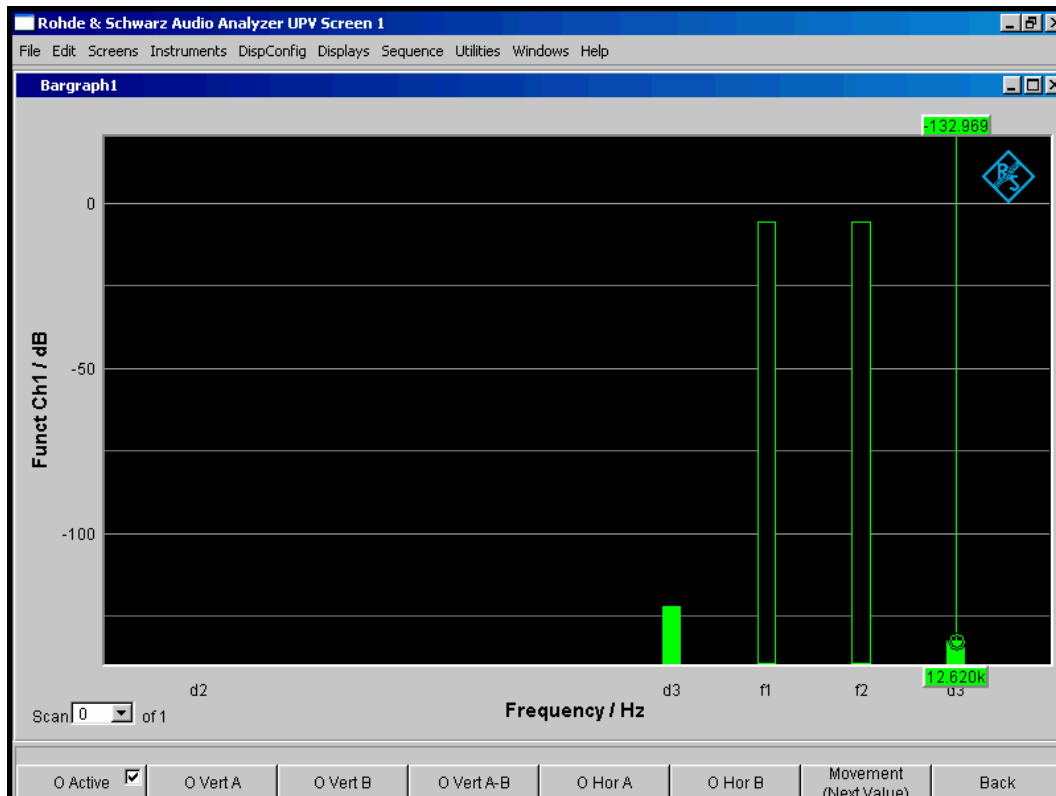 Rohde & Schwarz Audio Analyzer UPV Screen 1
File Edit Screens Instruments DispConfig Displays Sequence Utilities Windows Help
Bargraph1
-132.969
R S
0
-50
-100
Funct Ch1 / dB
12.620k
d2 d3 f1 f2 d3
Scan 0 of 1
Frequency / Hz
O Active O Vert A O Vert B O Vert A-B O Hor A O Hor B Movement (Next Value) Back